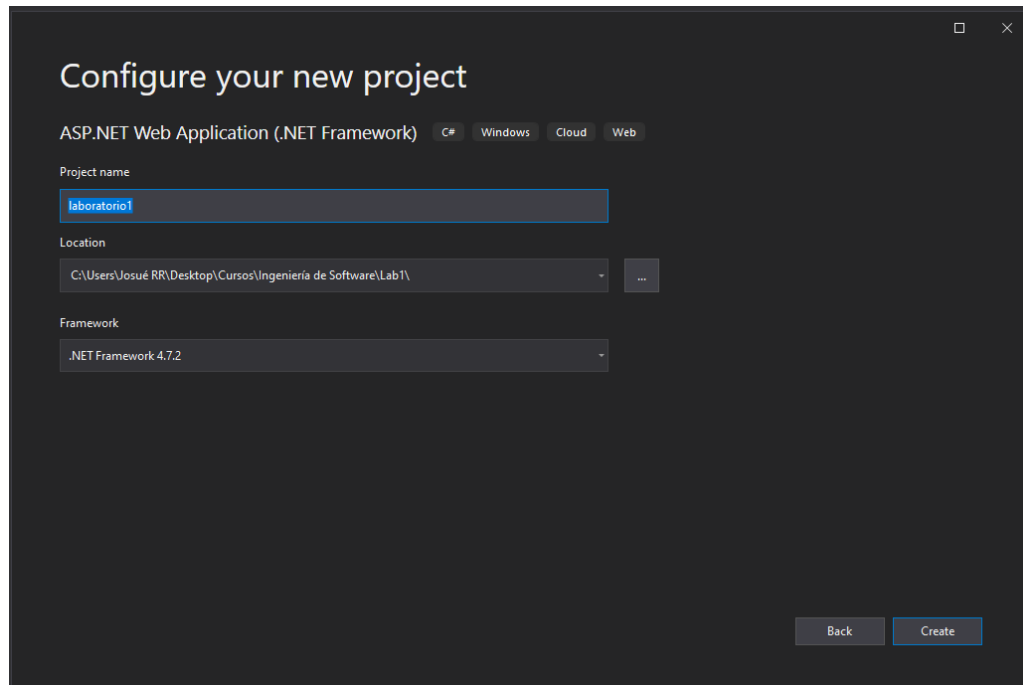 Configure your new project
ASP.NET Web Application (.NET Framework) C# Windows Cloud Web
Project name
laboratorio1
Location
C:\Users\Josué RR\Desktop\Cursos\Ingeniería de Software\Lab1\
...
Framework
.NET Framework 4.7.2
Back Create